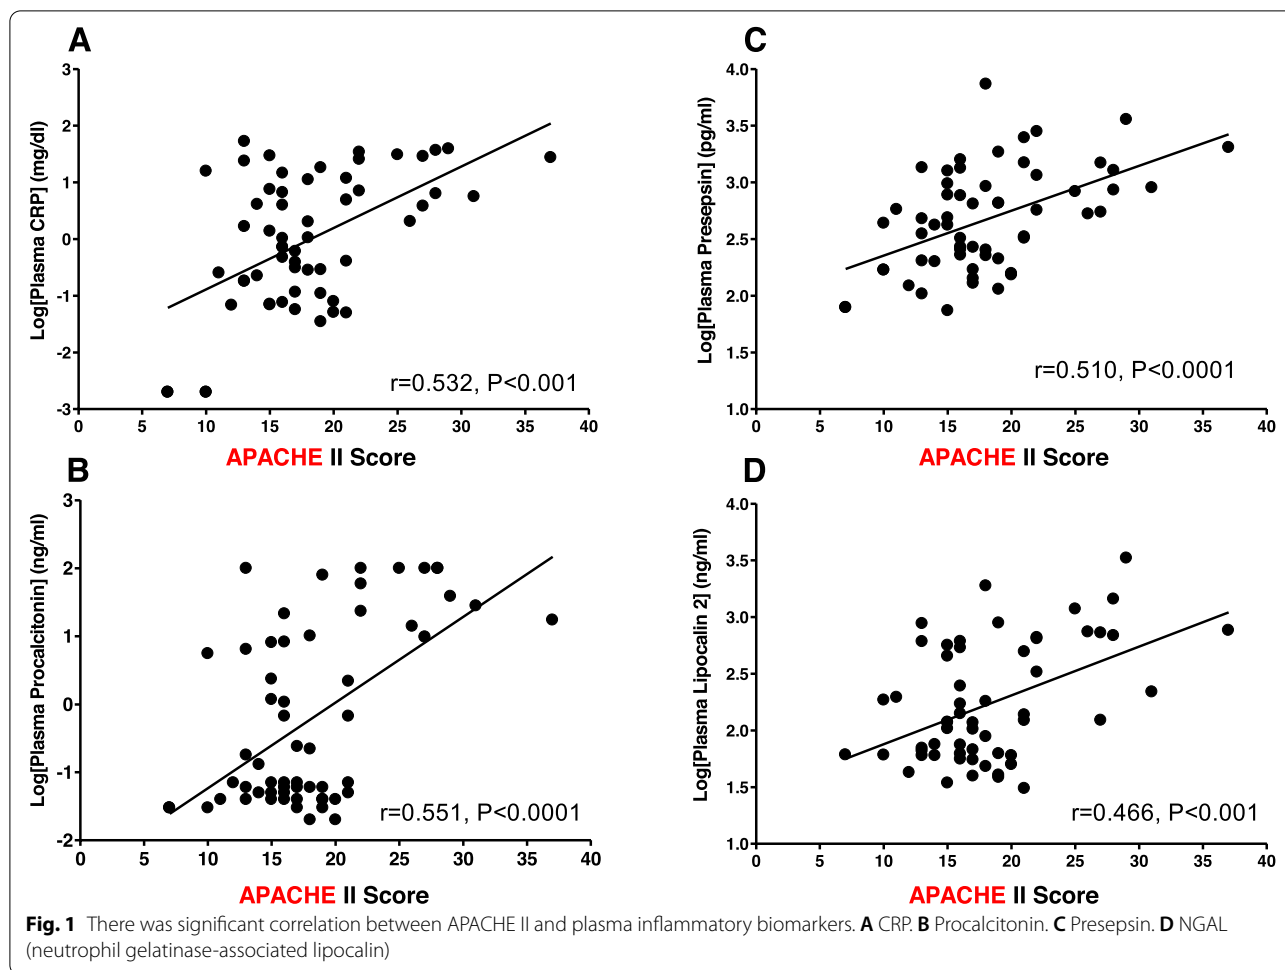 A
Log[Plasma CRP] (mg/dl)
3
2
1
0
-1
-2
-3
r=0.532, P<0.001
0 5 10 15 20 25 30 35 40
APACHE II Score
B
Log[Plasma Procalcitonin] (ng/ml)
3
2
1
0
-1
-2
r=0.551, P<0.0001
0 5 10 15 20 25 30 35 40
APACHE II Score
C
Log[Plasma Presepsin] (pg/ml)
4.0
3.5
3.0
2.5
2.0
1.5
1.0
r=0.510, P<0.0001
0 5 10 15 20 25 30 35 40
APACHE II Score
D
Log[Plasma Lipocalin 2] (ng/ml)
4.0
3.5
3.0
2.5
2.0
1.5
1.0
r=0.466, P<0.001
0 5 10 15 20 25 30 35 40
APACHE II Score
Fig. 1 There was significant correlation between APACHE II and plasma inflammatory biomarkers. A CRP. B Procalcitonin. C Presepsin. D NGAL
(neutrophil gelatinase-associated lipocalin)